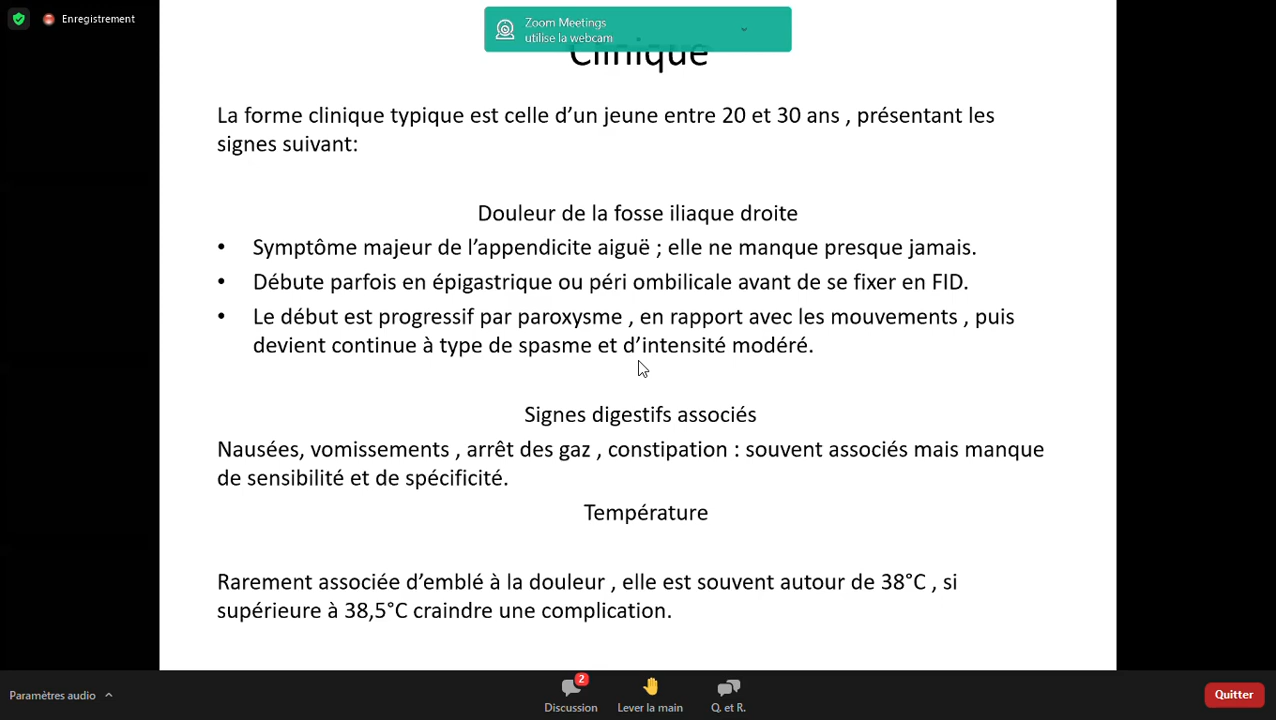 Enregistrement
Zoom Meetings
utilise la webcam
Clinique
La forme clinique typique est celle d’un jeune entre 20 et 30 ans , présentant les
signes suivant:
Douleur de la fosse iliaque droite
• Symptôme majeur de l’appendicite aiguë ; elle ne manque presque jamais.
• Débute parfois en épigastrique ou péri ombilicale avant de se fixer en FID.
• Le début est progressif par paroxysme , en rapport avec les mouvements , puis
devient continue à type de spasme et d’intensité modéré.
Signes digestifs associés
Nausées, vomissements , arrêt des gaz , constipation : souvent associés mais manque
de sensibilité et de spécificité.
Température
Rarement associée d’emblé à la douleur , elle est souvent autour de 38°C , si
supérieure à 38,5°C craindre une complication.
Paramètres audio
2
Discussion
Lever la main
Q. et R.
Quitter